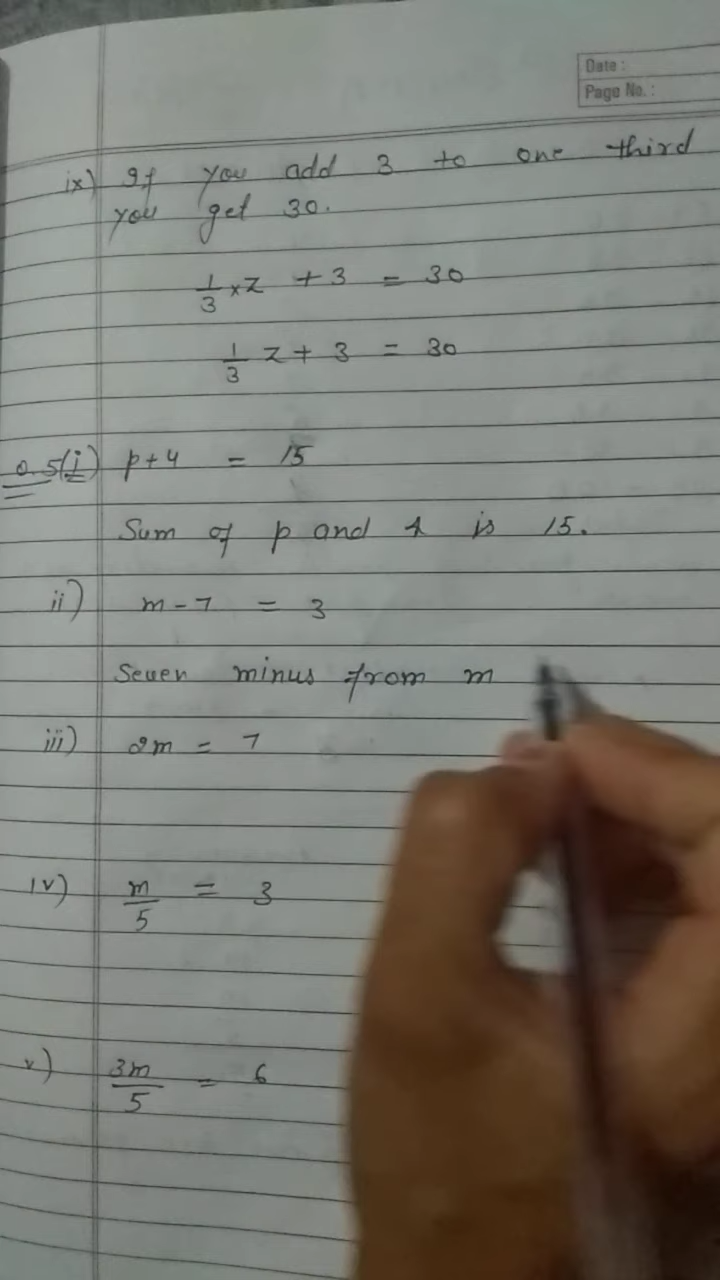 Date :
Page No. :
ix) If you add 3 to one third
you get 30.
1/3 × z + 3 = 30
1/3 z + 3 = 30
Q.5(i) p+4 = 15
Sum of p and 4 is 15.
ii) m - 7 = 3
Seven minus from m
iii) 2m = 7
iv) m/5 = 3
v) 3m/5 = 6